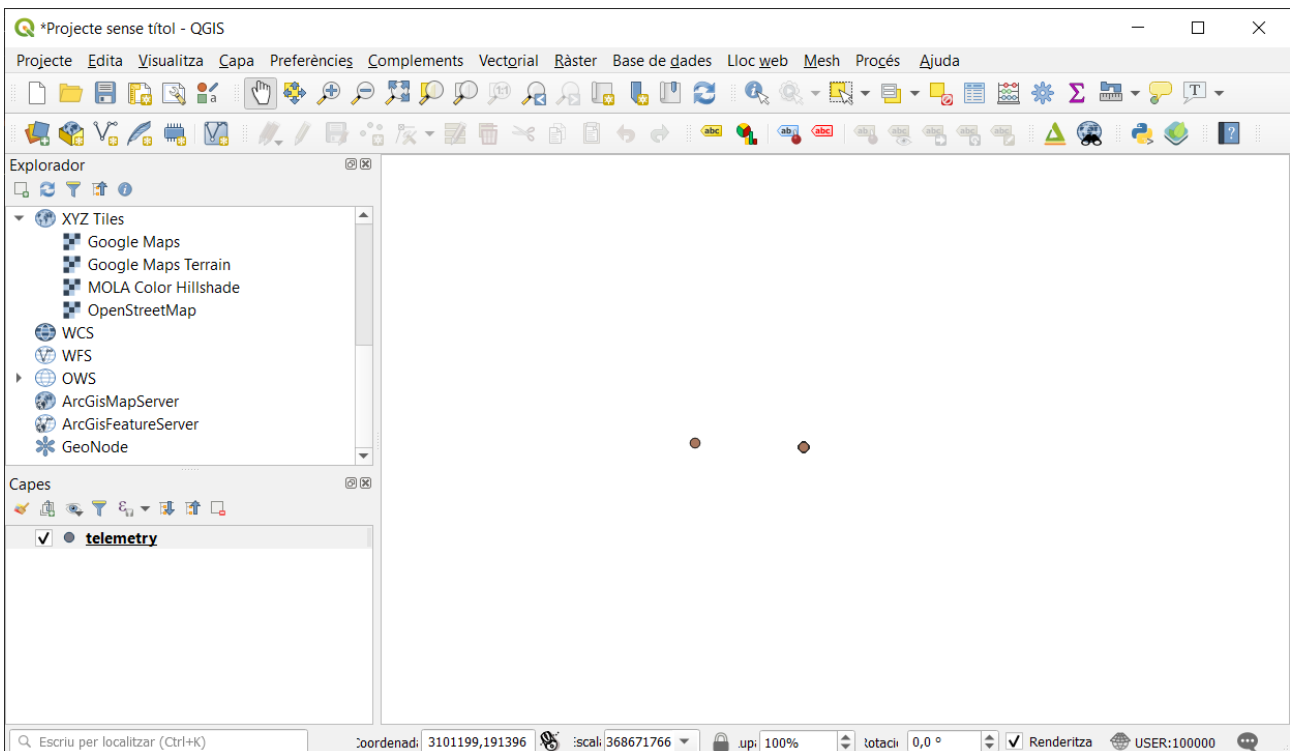 *Projecte sense títol - QGIS
Projecte Edita Visualitza Capa Preferències Complements Vectorial Ràster Base de dades Lloc web Mesh Procés Ajuda
Explorador
XYZ Tiles
Google Maps
Google Maps Terrain
MOLA Color Hillshade
OpenStreetMap
WCS
WFS
OWS
ArcGisMapServer
ArcGisFeatureServer
GeoNode
Capes
telemetry
Escriu per localitzar (Ctrl+K) 3101199,191396 368671766 100% 0,0 ° Renderitza USER:100000